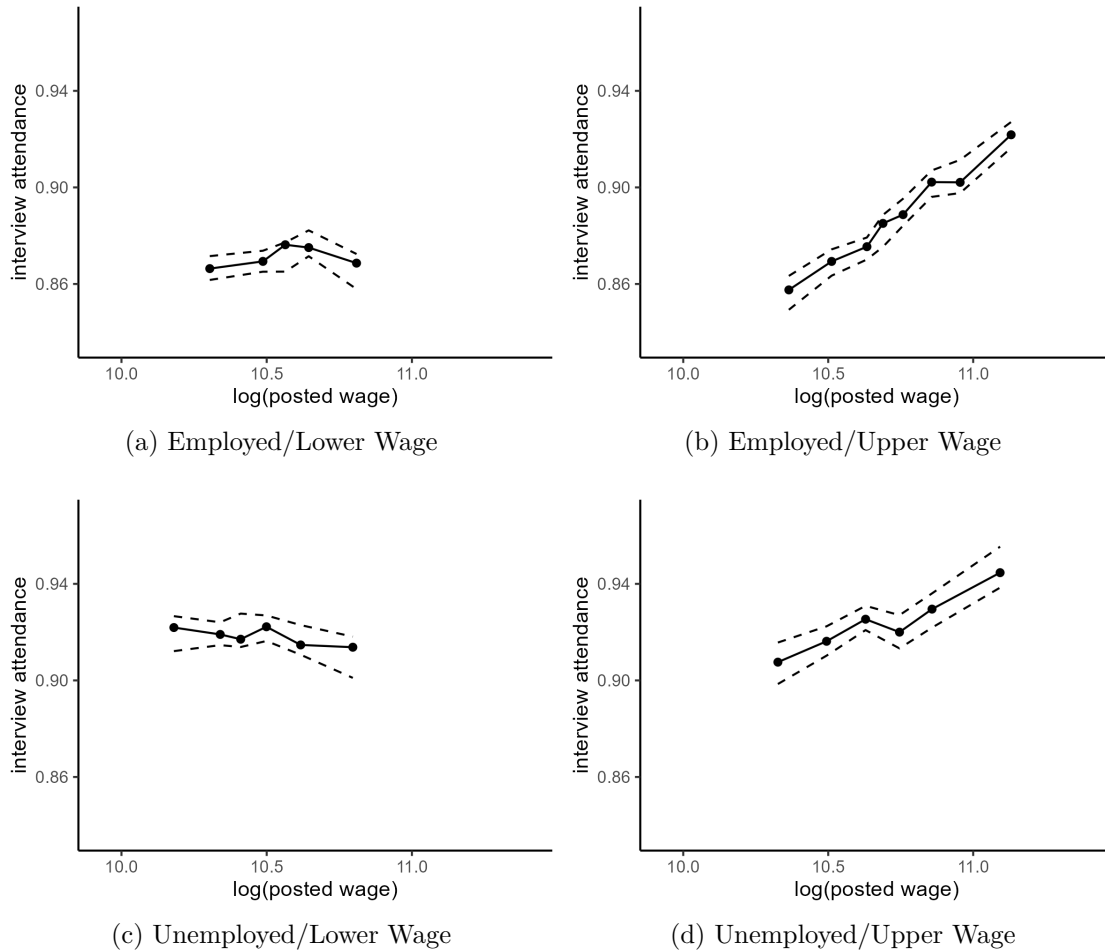 interview attendance
0.94
0.90
0.86
10.0 10.5 11.0
log(posted wage)
(a) Employed/Lower Wage
interview attendance
0.94
0.90
0.86
10.0 10.5 11.0
log(posted wage)
(b) Employed/Upper Wage
interview attendance
0.94
0.90
0.86
10.0 10.5 11.0
log(posted wage)
(c) Unemployed/Lower Wage
interview attendance
0.94
0.90
0.86
10.0 10.5 11.0
log(posted wage)
(d) Unemployed/Upper Wage